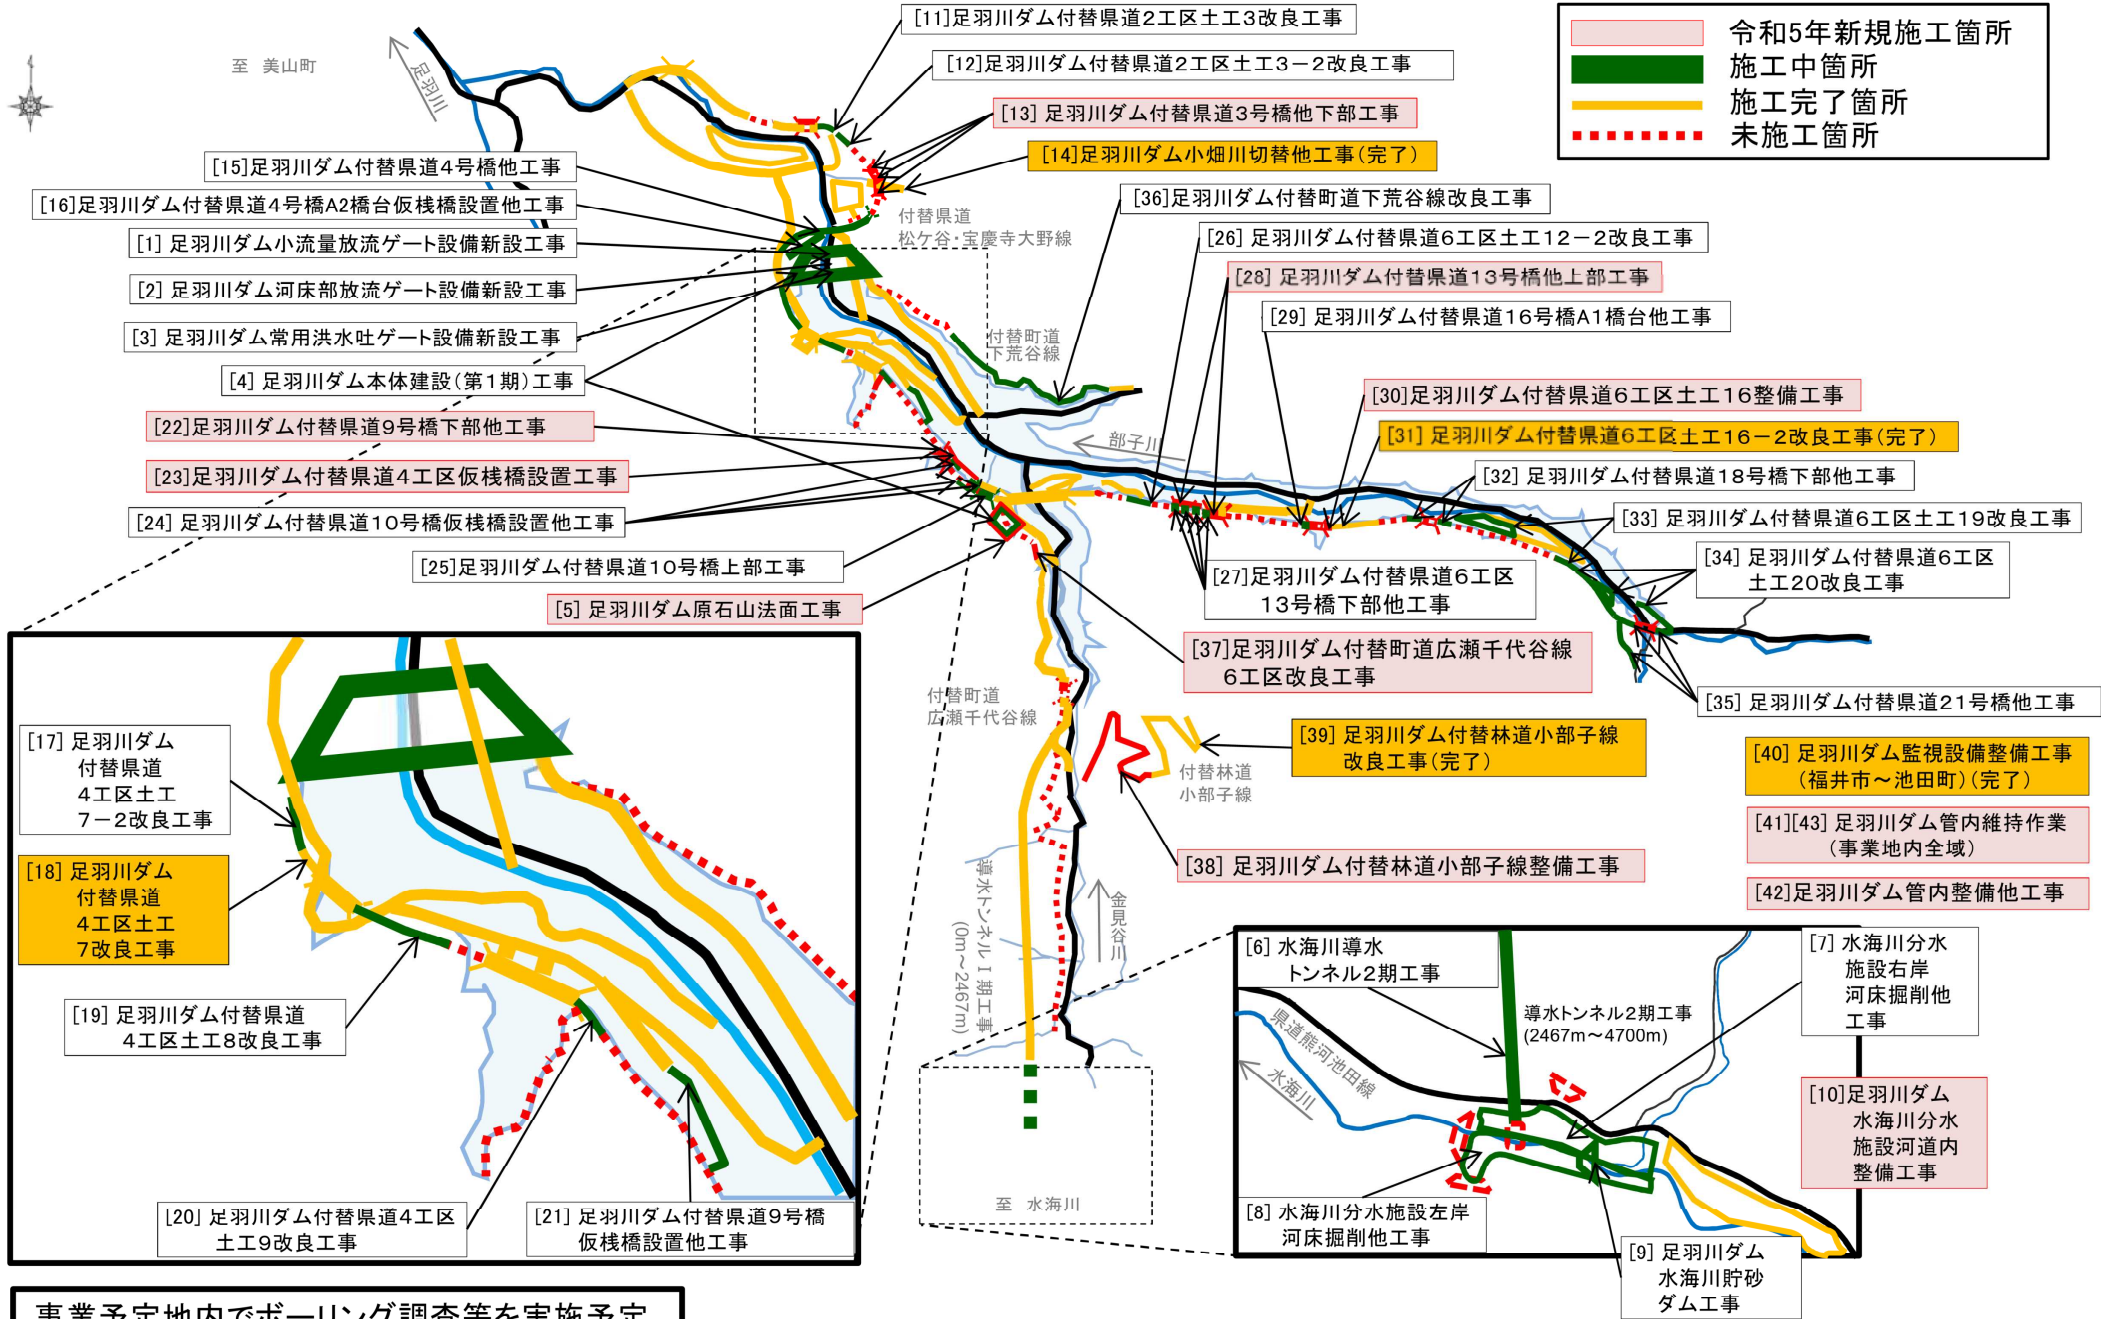 [11]足羽川ダム付替県道2工区土工3改良工事
[12]足羽川ダム付替県道2工区土工3－2改良工事
[13] 足羽川ダム付替県道3号橋他下部工事
[14]足羽川ダム小畑川切替他工事(完了)
令和5年新規施工箇所
施工中箇所
施工完了箇所
未施工箇所
至 美山町
足羽川
[15]足羽川ダム付替県道4号橋他工事
[16]足羽川ダム付替県道4号橋A2橋台仮桟橋設置他工事
[1] 足羽川ダム小流量放流ゲート設備新設工事
[2] 足羽川ダム河床部放流ゲート設備新設工事
[3] 足羽川ダム常用洪水吐ゲート設備新設工事
[4] 足羽川ダム本体建設(第1期)工事
[22]足羽川ダム付替県道9号橋下部他工事
[23]足羽川ダム付替県道4工区仮桟橋設置工事
[24] 足羽川ダム付替県道10号橋仮桟橋設置他工事
[25]足羽川ダム付替県道10号橋上部工事
[5] 足羽川ダム原石山法面工事
付替県道
松ケ谷・宝慶寺大野線
付替町道
下荒谷線
部子川
[36]足羽川ダム付替町道下荒谷線改良工事
[26] 足羽川ダム付替県道6工区土工12－2改良工事
[28] 足羽川ダム付替県道13号橋他上部工事
[29] 足羽川ダム付替県道16号橋A1橋台他工事
[30]足羽川ダム付替県道6工区土工16整備工事
[31] 足羽川ダム付替県道6工区土工16－2改良工事(完了)
[32] 足羽川ダム付替県道18号橋下部他工事
[33] 足羽川ダム付替県道6工区土工19改良工事
[34] 足羽川ダム付替県道6工区
土工20改良工事
[27]足羽川ダム付替県道6工区
13号橋下部他工事
[37]足羽川ダム付替町道広瀬千代谷線
6工区改良工事
[35] 足羽川ダム付替県道21号橋他工事
付替町道
広瀬千代谷線
[39] 足羽川ダム付替林道小部子線
改良工事(完了)
付替林道
小部子線
[38] 足羽川ダム付替林道小部子線整備工事
[40] 足羽川ダム監視設備整備工事
(福井市～池田町)(完了)
[41][43] 足羽川ダム管内維持作業
(事業地内全域)
[42]足羽川ダム管内整備他工事
導水トンネルⅠ期工事
(0m～2467m)
金見谷川
至 水海川
[17] 足羽川ダム
付替県道
4工区土工
7－2改良工事
[18] 足羽川ダム
付替県道
4工区土工
7改良工事
[19] 足羽川ダム付替県道
4工区土工8改良工事
[20] 足羽川ダム付替県道4工区
土工9改良工事
[21] 足羽川ダム付替県道9号橋
仮桟橋設置他工事
[6] 水海川導水
トンネル2期工事
導水トンネル2期工事
(2467m～4700m)
県道熊河池田線
水海川
[7] 水海川分水
施設右岸
河床掘削他
工事
[10]足羽川ダム
水海川分水
施設河道内
整備工事
[8] 水海川分水施設左岸
河床掘削他工事
[9] 足羽川ダム
水海川貯砂
ダム工事
事業予定地内でボーリング調査等を実施予定